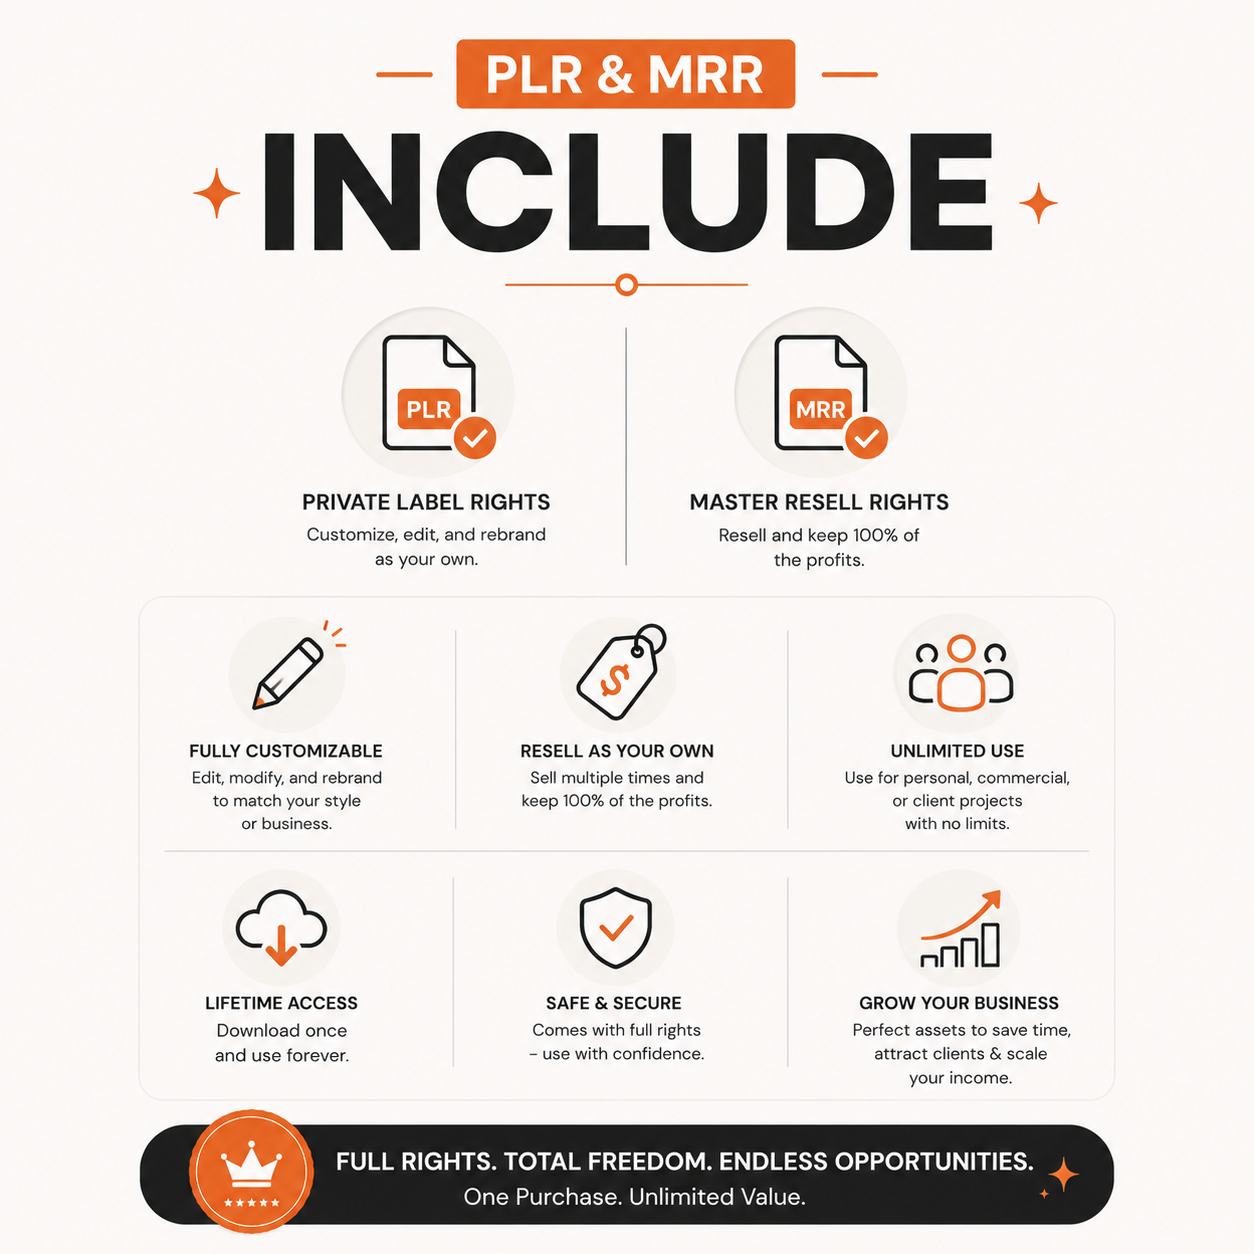 PLR & MRR
INCLUDE
PLR
MRR
PRIVATE LABEL RIGHTS
Customize, edit, and rebrand
as your own.
MASTER RESELL RIGHTS
Resell and keep 100% of
the profits.
$
FULLY CUSTOMIZABLE
Edit, modify, and rebrand
to match your style
or business.
RESELL AS YOUR OWN
Sell multiple times and
keep 100% of the profits.
UNLIMITED USE
Use for personal, commercial,
or client projects
with no limits.
LIFETIME ACCESS
Download once
and use forever.
SAFE & SECURE
Comes with full rights
– use with confidence.
GROW YOUR BUSINESS
Perfect assets to save time,
attract clients & scale
your income.
FULL RIGHTS. TOTAL FREEDOM. ENDLESS OPPORTUNITIES.
One Purchase. Unlimited Value.